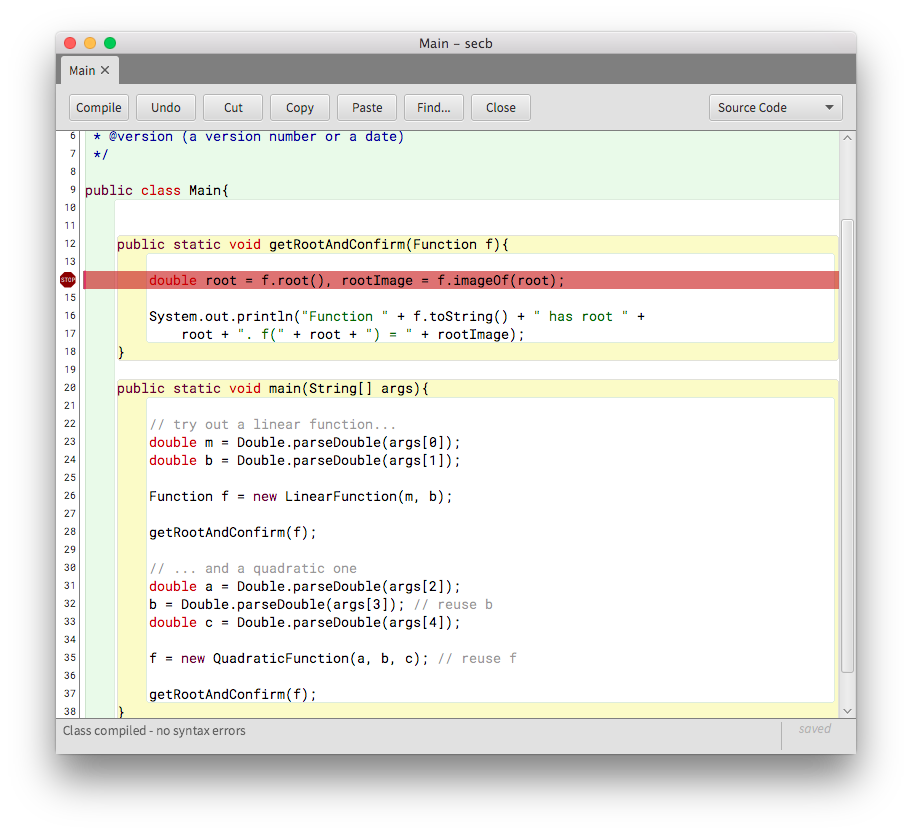 Main – secb
Main ×
Compile Undo Cut Copy Paste Find... Close Source Code
6 * @version (a version number or a date)
7 */
8
9 public class Main{
10
11
12 public static void getRootAndConfirm(Function f){
13
STOP double root = f.root(), rootImage = f.imageOf(root);
15
16 System.out.println("Function " + f.toString() + " has root " +
17 root + ". f(" + root + ") = " + rootImage);
18 }
19
20 public static void main(String[] args){
21
22 // try out a linear function...
23 double m = Double.parseDouble(args[0]);
24 double b = Double.parseDouble(args[1]);
25
26 Function f = new LinearFunction(m, b);
27
28 getRootAndConfirm(f);
29
30 // ... and a quadratic one
31 double a = Double.parseDouble(args[2]);
32 b = Double.parseDouble(args[3]); // reuse b
33 double c = Double.parseDouble(args[4]);
34
35 f = new QuadraticFunction(a, b, c); // reuse f
36
37 getRootAndConfirm(f);
38 }
Class compiled - no syntax errors
saved